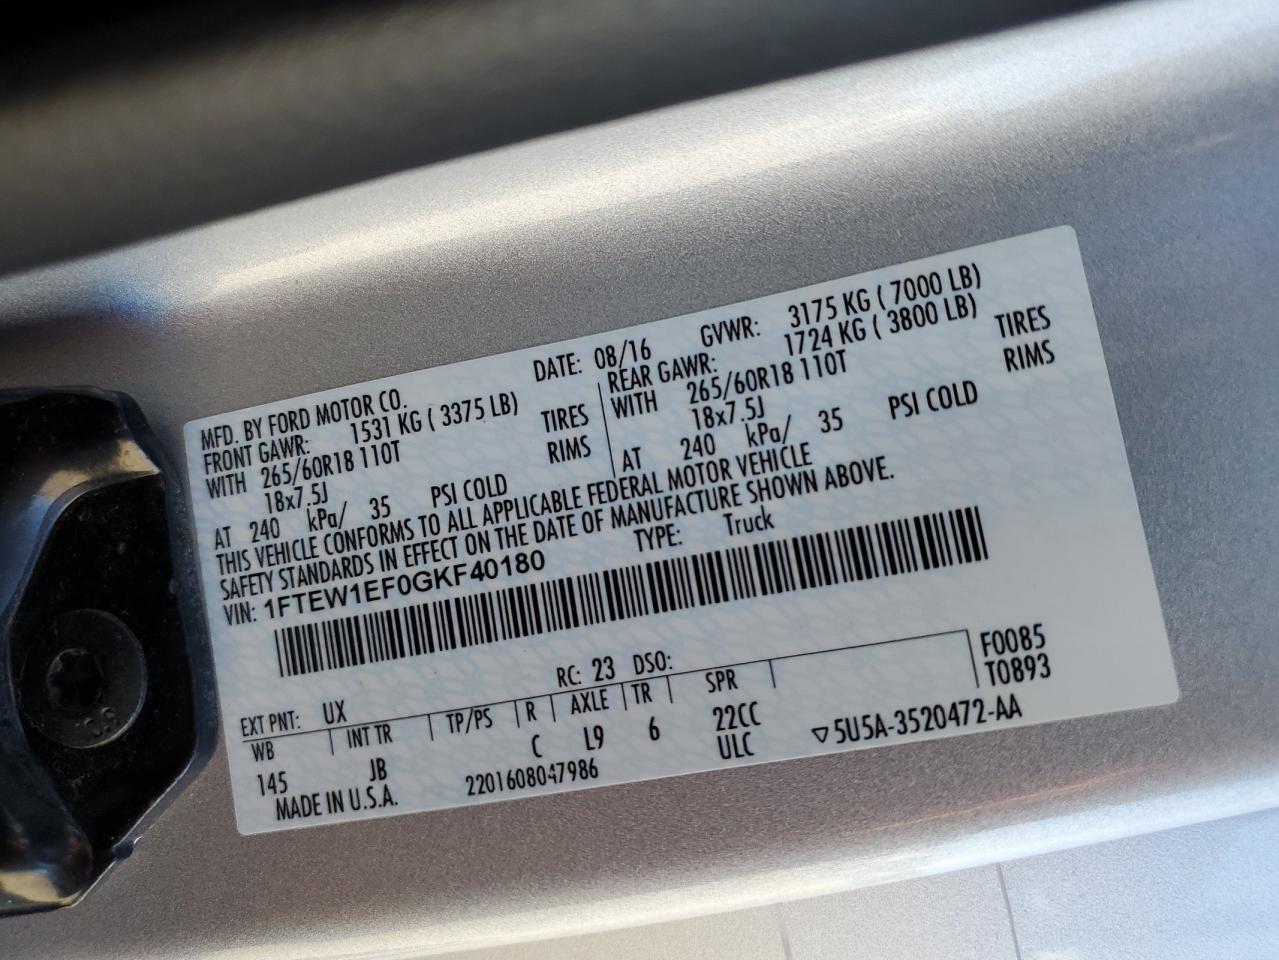 MFD. BY FORD MOTOR CO. DATE: 08/16 GVWR: 3175 KG ( 7000 LB)
FRONT GAWR: 1531 KG ( 3375 LB) REAR GAWR: 1724 KG ( 3800 LB)
WITH 265/60R18 110T TIRES WITH 265/60R18 110T TIRES
18x7.5J RIMS 18x7.5J RIMS
AT 240 kPa/ 35 PSI COLD AT 240 kPa/ 35 PSI COLD
THIS VEHICLE CONFORMS TO ALL APPLICABLE FEDERAL MOTOR VEHICLE
SAFETY STANDARDS IN EFFECT ON THE DATE OF MANUFACTURE SHOWN ABOVE.
VIN: 1FTEW1EF0GKF40180 TYPE: Truck
EXT PNT: UX RC: 23 DSO: F0085
WB INT TR TP/PS R AXLE TR SPR T0893
145 JB C L9 6 22CC
ULC ▽5U5A-3520472-AA
MADE IN U.S.A. 2201608047986